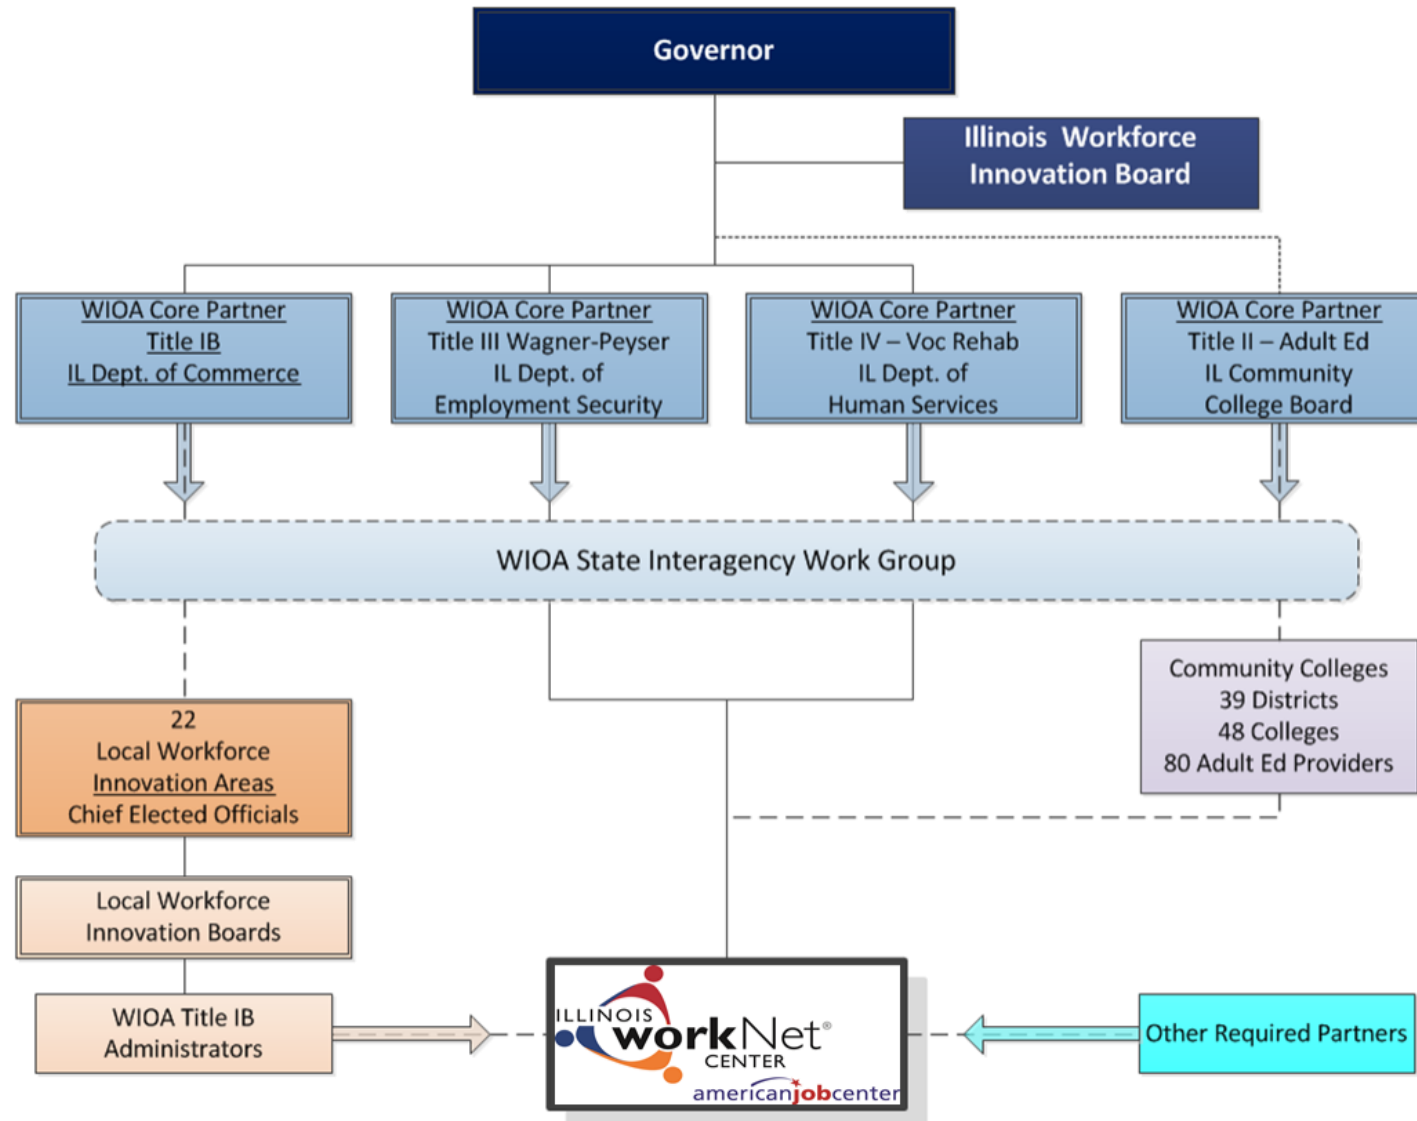 Governor
Illinois Workforce
Innovation Board
WIOA Core Partner
Title IB
IL Dept. of Commerce
WIOA Core Partner
Title III Wagner-Peyser
IL Dept. of
Employment Security
WIOA Core Partner
Title IV – Voc Rehab
IL Dept. of
Human Services
WIOA Core Partner
Title II – Adult Ed
IL Community
College Board
WIOA State Interagency Work Group
22
Local Workforce
Innovation Areas
Chief Elected Officials
Community Colleges
39 Districts
48 Colleges
80 Adult Ed Providers
Local Workforce
Innovation Boards
WIOA Title IB
Administrators
ILLINOIS
workNet®
CENTER
americanjobcenter
Other Required Partners